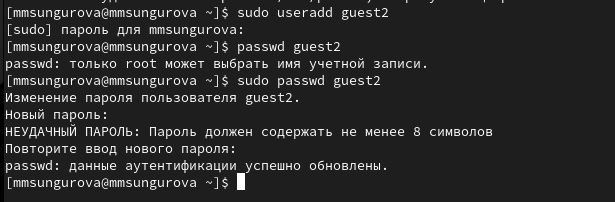 [mmsungurova@mmsungurova ~]$ sudo useradd guest2
[sudo] пароль для mmsungurova:
[mmsungurova@mmsungurova ~]$ passwd guest2
passwd: только root может выбрать имя учетной записи.
[mmsungurova@mmsungurova ~]$ sudo passwd guest2
Изменение пароля пользователя guest2.
Новый пароль:
НЕУДАЧНЫЙ ПАРОЛЬ: Пароль должен содержать не менее 8 символов
Повторите ввод нового пароля:
passwd: данные аутентификации успешно обновлены.
[mmsungurova@mmsungurova ~]$